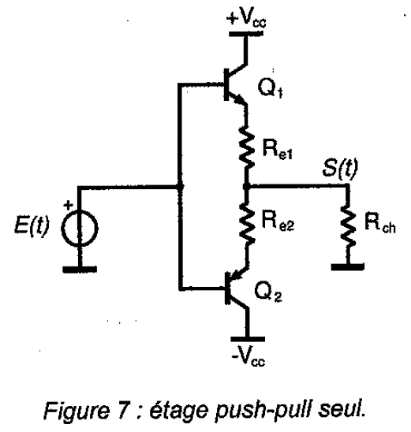 +Vcc
Q1
Re1
S(t)
+
E(t)
Re2
Rch
Q2
-Vcc
Figure 7 : étage push-pull seul.